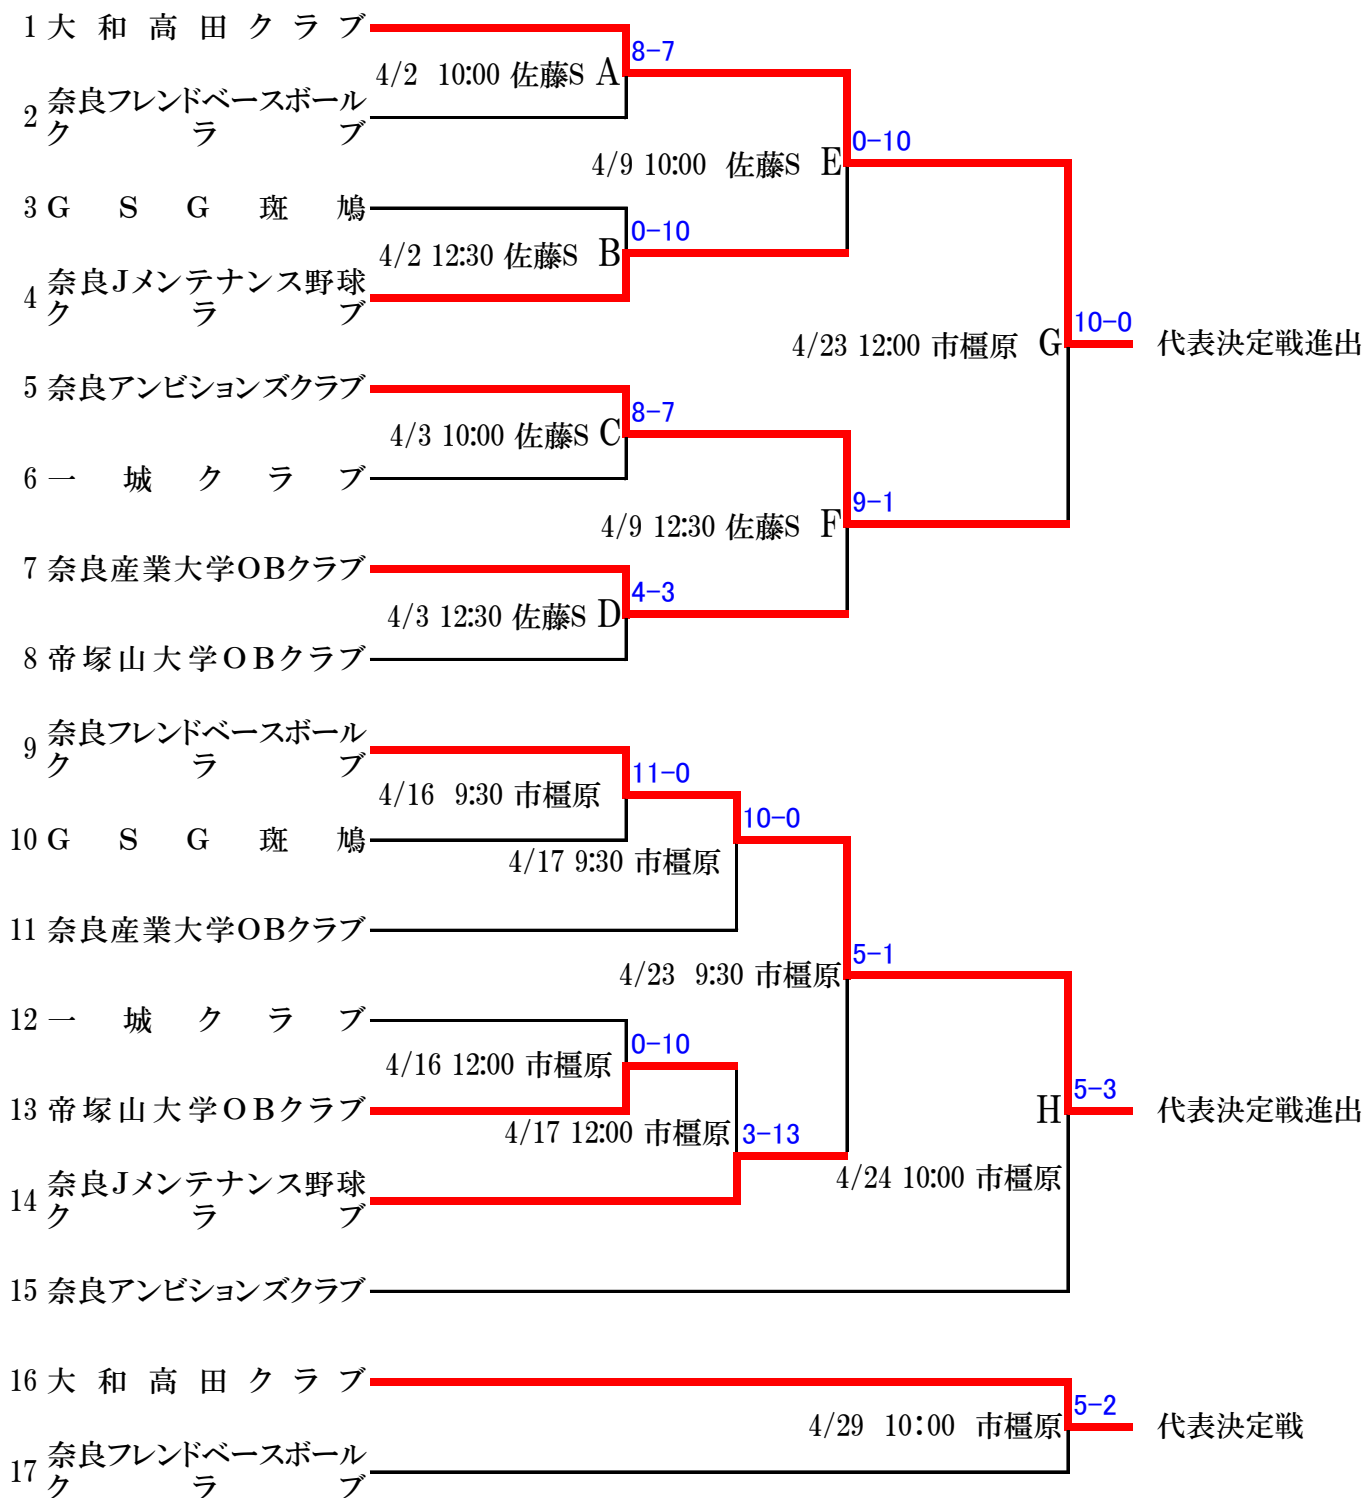 1 大和高田クラブ
8-7
4/2 10:00 佐藤S A
2 奈良フレンドベースボール
クラブ
0-10
4/9 10:00 佐藤S E
3 GSG斑鳩
0-10
4/2 12:30 佐藤S B
4 奈良Jメンテナンス野球
クラブ
10-0
4/23 12:00 市橿原 G 代表決定戦進出
5 奈良アンビションズクラブ
8-7
4/3 10:00 佐藤S C
6 一城クラブ
9-1
4/9 12:30 佐藤S F
7 奈良産業大学OBクラブ
4-3
4/3 12:30 佐藤S D
8 帝塚山大学OBクラブ
9 奈良フレンドベースボール
クラブ
11-0
4/16 9:30 市橿原
10-0
10 GSG斑鳩
4/17 9:30 市橿原
11 奈良産業大学OBクラブ
5-1
4/23 9:30 市橿原
12 一城クラブ
0-10
4/16 12:00 市橿原
5-3
13 帝塚山大学OBクラブ
H 代表決定戦進出
4/17 12:00 市橿原 3-13
4/24 10:00 市橿原
14 奈良Jメンテナンス野球
クラブ
15 奈良アンビションズクラブ
16 大和高田クラブ
5-2
4/29 10:00 市橿原 代表決定戦
17 奈良フレンドベースボール
クラブ